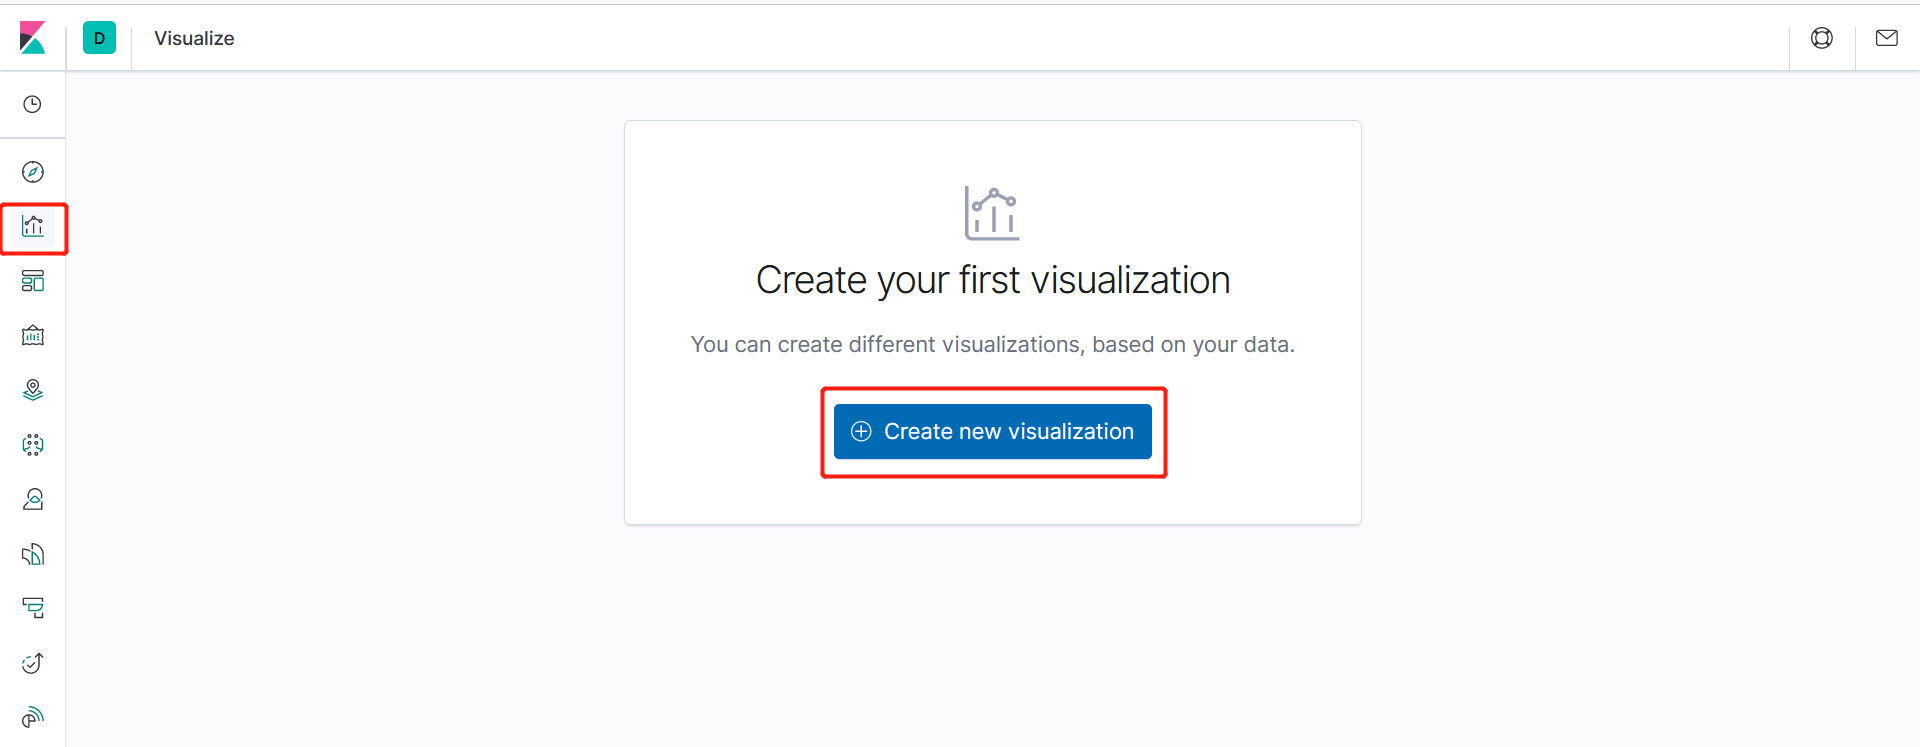 D
Visualize
Create your first visualization
You can create different visualizations, based on your data.
Create new visualization